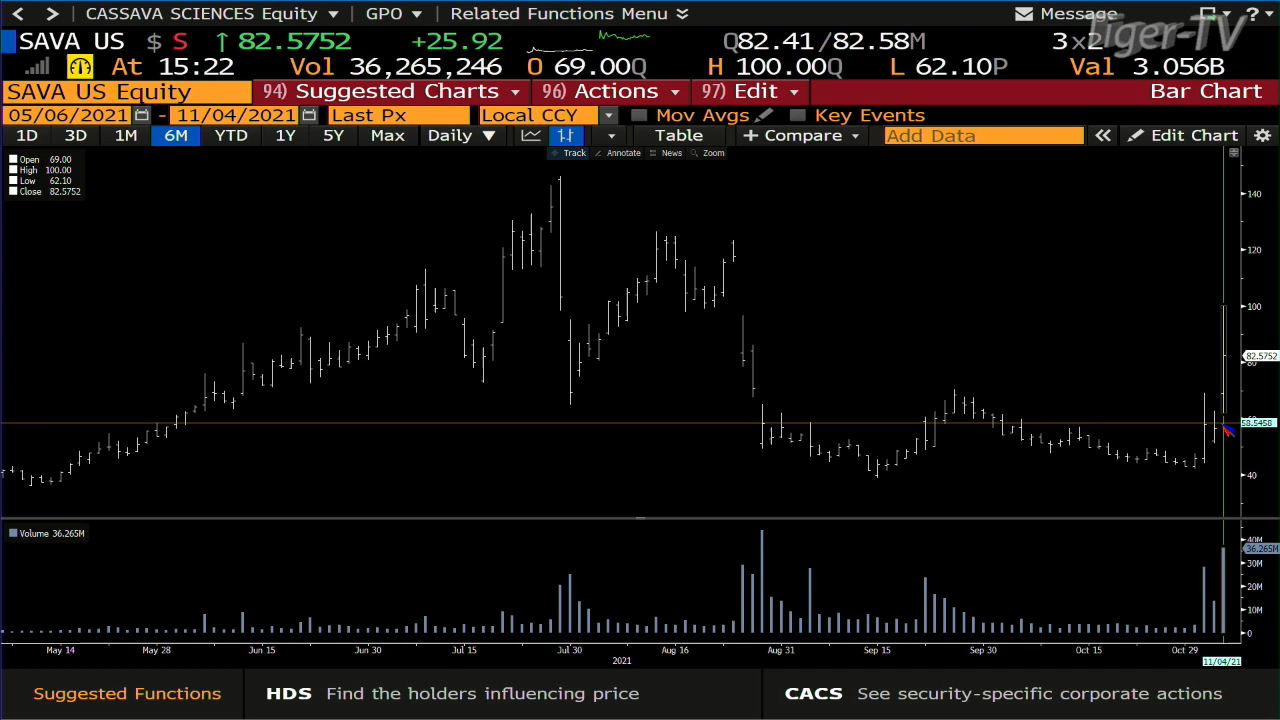 CASSAVA SCIENCES Equity GPO Related Functions Menu Message ?
Tiger-TV
SAVA US $ S ↑ 82.5752 +25.92 Q82.41/82.58M 3x2
At 15:22 Vol 36,265,246 O 69.00Q H 100.00Q L 62.10P Val 3.056B
SAVA US Equity 94) Suggested Charts 96) Actions 97) Edit Bar Chart
05/06/2021 - 11/04/2021 Last Px Local CCY Mov Avgs Key Events
1D 3D 1M 6M YTD 1Y 5Y Max Daily ▼ Table + Compare Add Data « Edit Chart
Track Annotate News Zoom
Open 69.00
High 100.00
Low 62.10
Close 82.5752
140
120
100
82.5752
80
60
58.5458
40
Volume 36.265M
40M
36.265M
30M
20M
10M
0
May 14 May 28 Jun 15 Jun 30 Jul 15 Jul 30 Aug 16 Aug 31 Sep 15 Sep 30 Oct 15 Oct 29
2021 11/04/21
Suggested Functions HDS Find the holders influencing price CACS See security-specific corporate actions